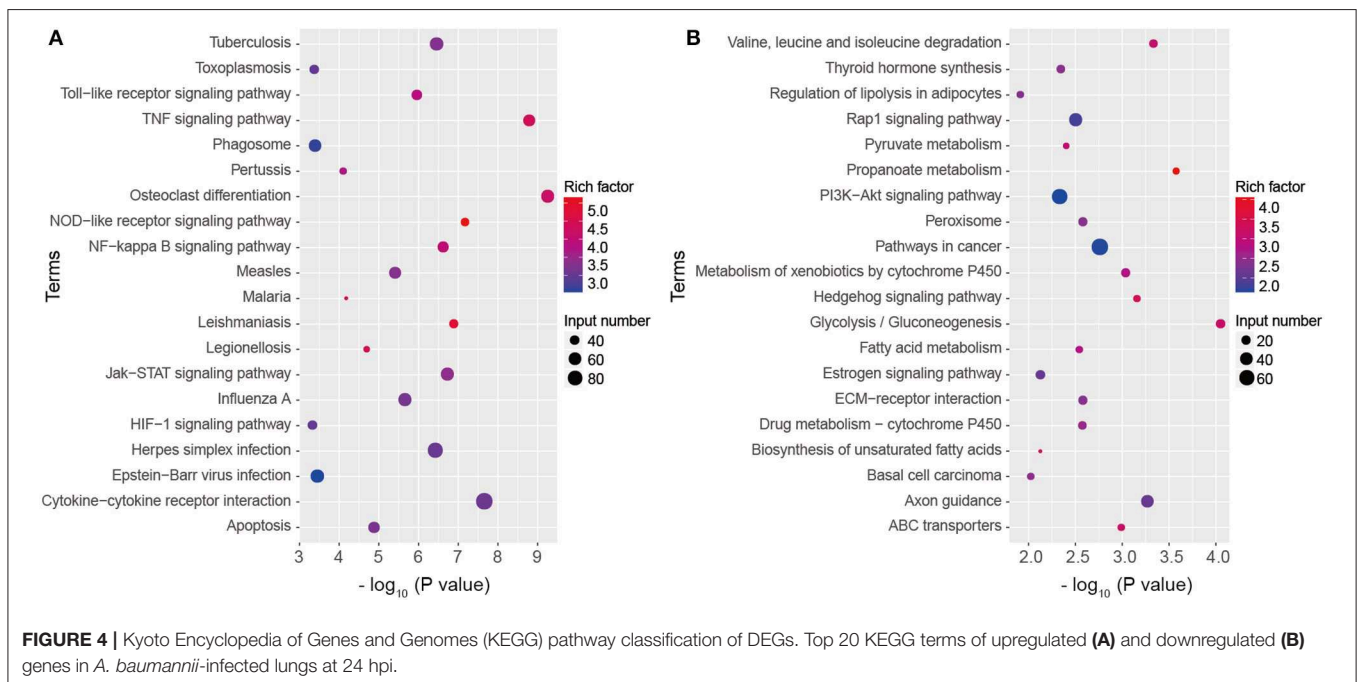 A
Tuberculosis
Toxoplasmosis
Toll−like receptor signaling pathway
TNF signaling pathway
Phagosome
Pertussis
Osteoclast differentiation
NOD−like receptor signaling pathway
NF−kappa B signaling pathway
Measles
Malaria
Leishmaniasis
Legionellosis
Jak−STAT signaling pathway
Influenza A
HIF−1 signaling pathway
Herpes simplex infection
Epstein−Barr virus infection
Cytokine−cytokine receptor interaction
Apoptosis
Terms
3 4 5 6 7 8 9
- log10 (P value)
Rich factor
5.0
4.5
4.0
3.5
3.0
Input number
40
60
80
B
Valine, leucine and isoleucine degradation
Thyroid hormone synthesis
Regulation of lipolysis in adipocytes
Rap1 signaling pathway
Pyruvate metabolism
Propanoate metabolism
PI3K−Akt signaling pathway
Peroxisome
Pathways in cancer
Metabolism of xenobiotics by cytochrome P450
Hedgehog signaling pathway
Glycolysis / Gluconeogenesis
Fatty acid metabolism
Estrogen signaling pathway
ECM−receptor interaction
Drug metabolism − cytochrome P450
Biosynthesis of unsaturated fatty acids
Basal cell carcinoma
Axon guidance
ABC transporters
Terms
2.0 2.5 3.0 3.5 4.0
- log10 (P value)
Rich factor
4.0
3.5
3.0
2.5
2.0
Input number
20
40
60
FIGURE 4 | Kyoto Encyclopedia of Genes and Genomes (KEGG) pathway classification of DEGs. Top 20 KEGG terms of upregulated (A) and downregulated (B)
genes in A. baumannii-infected lungs at 24 hpi.